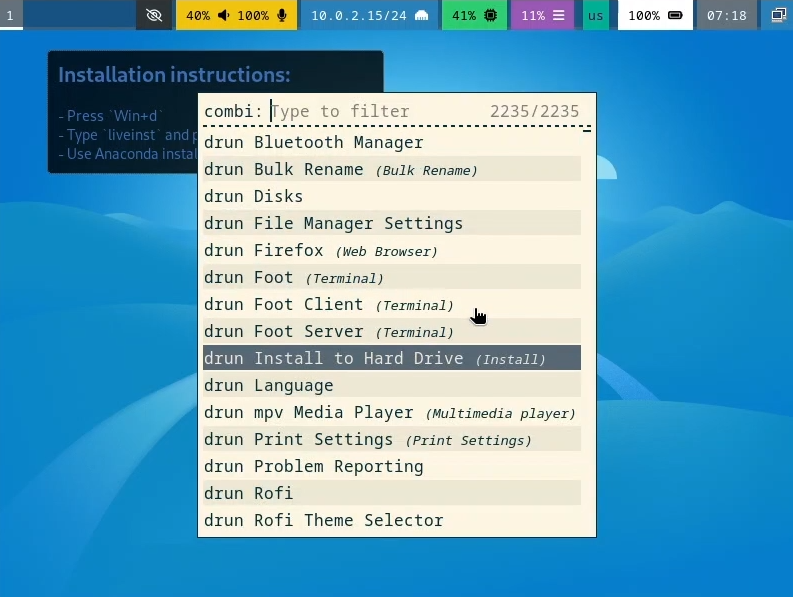 1
40% 100%
10.0.2.15/24
41%
11%
us
100%
07:18
Installation instructions:
- Press `Win+d`
- Type `liveinst` and p
- Use Anaconda instal
combi: Type to filter 2235/2235
drun Bluetooth Manager
drun Bulk Rename (Bulk Rename)
drun Disks
drun File Manager Settings
drun Firefox (Web Browser)
drun Foot (Terminal)
drun Foot Client (Terminal)
drun Foot Server (Terminal)
drun Install to Hard Drive (Install)
drun Language
drun mpv Media Player (Multimedia player)
drun Print Settings (Print Settings)
drun Problem Reporting
drun Rofi
drun Rofi Theme Selector